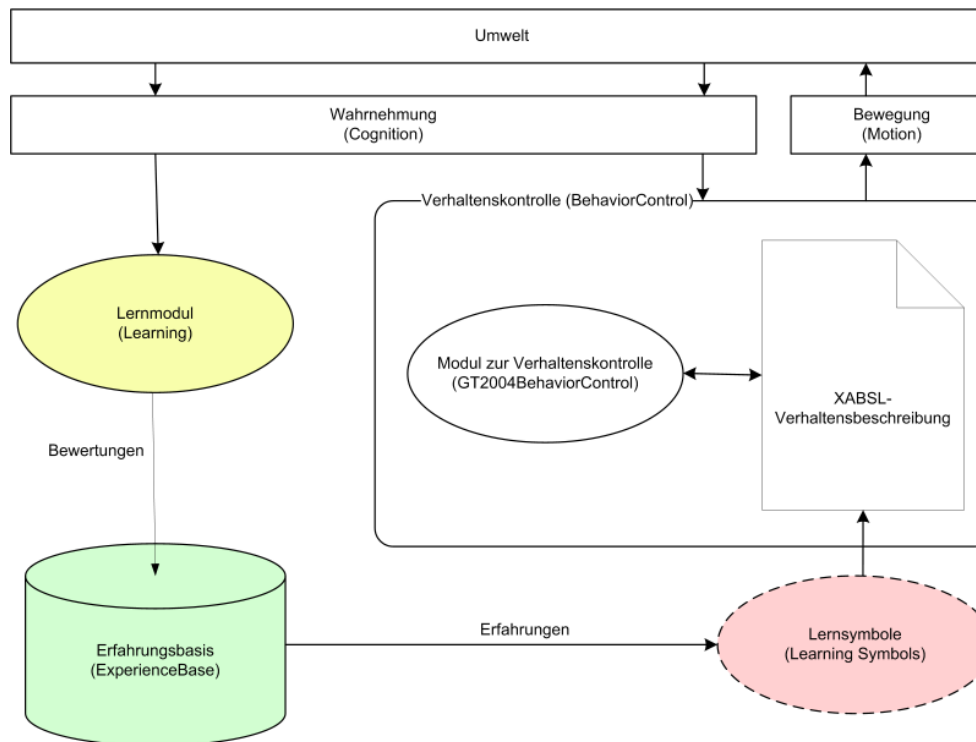 Umwelt
Wahrnehmung
(Cognition)
Bewegung
(Motion)
Verhaltenskontrolle (BehaviorControl)
Lernmodul
(Learning)
Modul zur Verhaltenskontrolle
(GT2004BehaviorControl)
XABSL-
Verhaltensbeschreibung
Bewertungen
Erfahrungsbasis
(ExperienceBase)
Erfahrungen
Lernsymbole
(Learning Symbols)